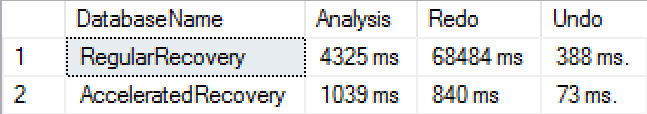 DatabaseName Analysis Redo Undo
1 RegularRecovery 4325 ms 68484 ms 388 ms.
2 AcceleratedRecovery 1039 ms 840 ms 73 ms.